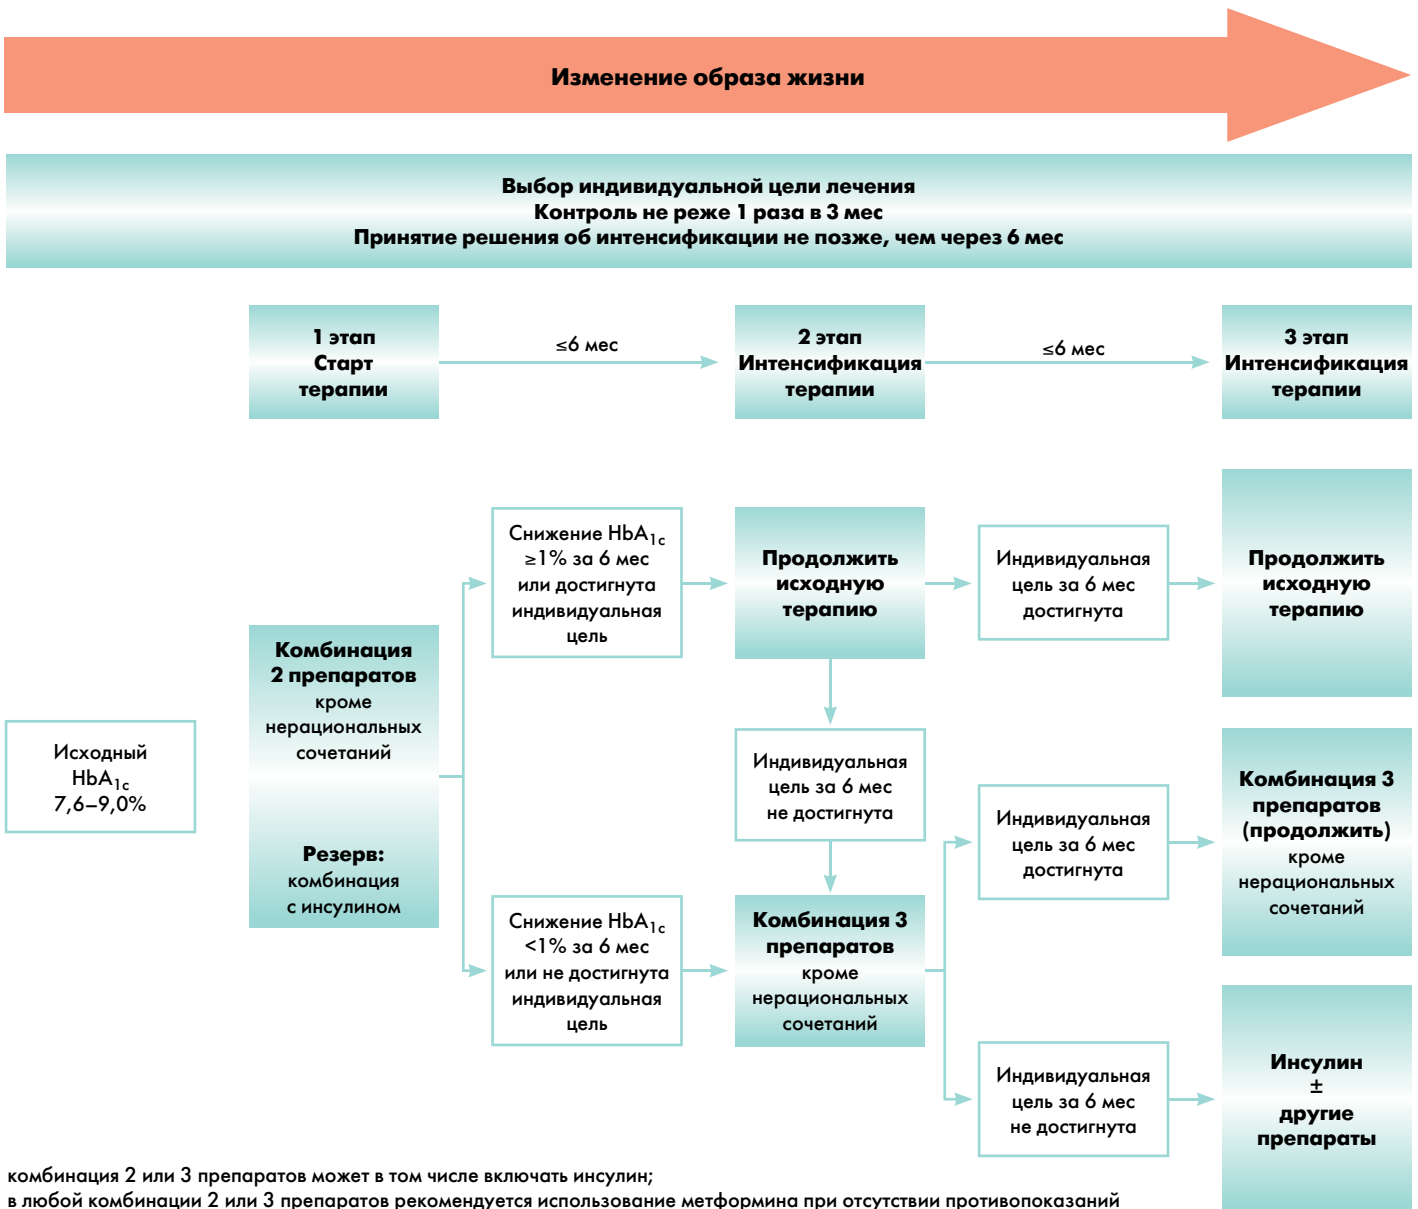 Изменение образа жизни
Выбор индивидуальной цели лечения
Контроль не реже 1 раза в 3 мес
Принятие решения об интенсификации не позже, чем через 6 мес
1 этап
Старт
терапии
≤6 мес
2 этап
Интенсификация
терапии
≤6 мес
3 этап
Интенсификация
терапии
Исходный
HbA1c
7,6–9,0%
Комбинация
2 препаратов
кроме
нерациональных
сочетаний
Резерв:
комбинация
с инсулином
Снижение HbA1c
≥1% за 6 мес
или достигнута
индивидуальная
цель
Продолжить
исходную
терапию
Индивидуальная
цель за 6 мес
достигнута
Продолжить
исходную
терапию
Индивидуальная
цель за 6 мес
не достигнута
Снижение HbA1c
<1% за 6 мес
или не достигнута
индивидуальная
цель
Комбинация 3
препаратов
кроме
нерациональных
сочетаний
Индивидуальная
цель за 6 мес
достигнута
Комбинация 3
препаратов
(продолжить)
кроме
нерациональных
сочетаний
Индивидуальная
цель за 6 мес
не достигнута
Инсулин
±
другие
препараты
комбинация 2 или 3 препаратов может в том числе включать инсулин;
в любой комбинации 2 или 3 препаратов рекомендуется использование метформина при отсутствии противопоказаний